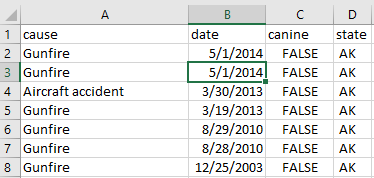 A B C D
1 cause date canine state
2 Gunfire 5/1/2014 FALSE AK
3 Gunfire 5/1/2014 FALSE AK
4 Aircraft accident 3/30/2013 FALSE AK
5 Gunfire 3/19/2013 FALSE AK
6 Gunfire 8/29/2010 FALSE AK
7 Gunfire 8/28/2010 FALSE AK
8 Gunfire 12/25/2003 FALSE AK